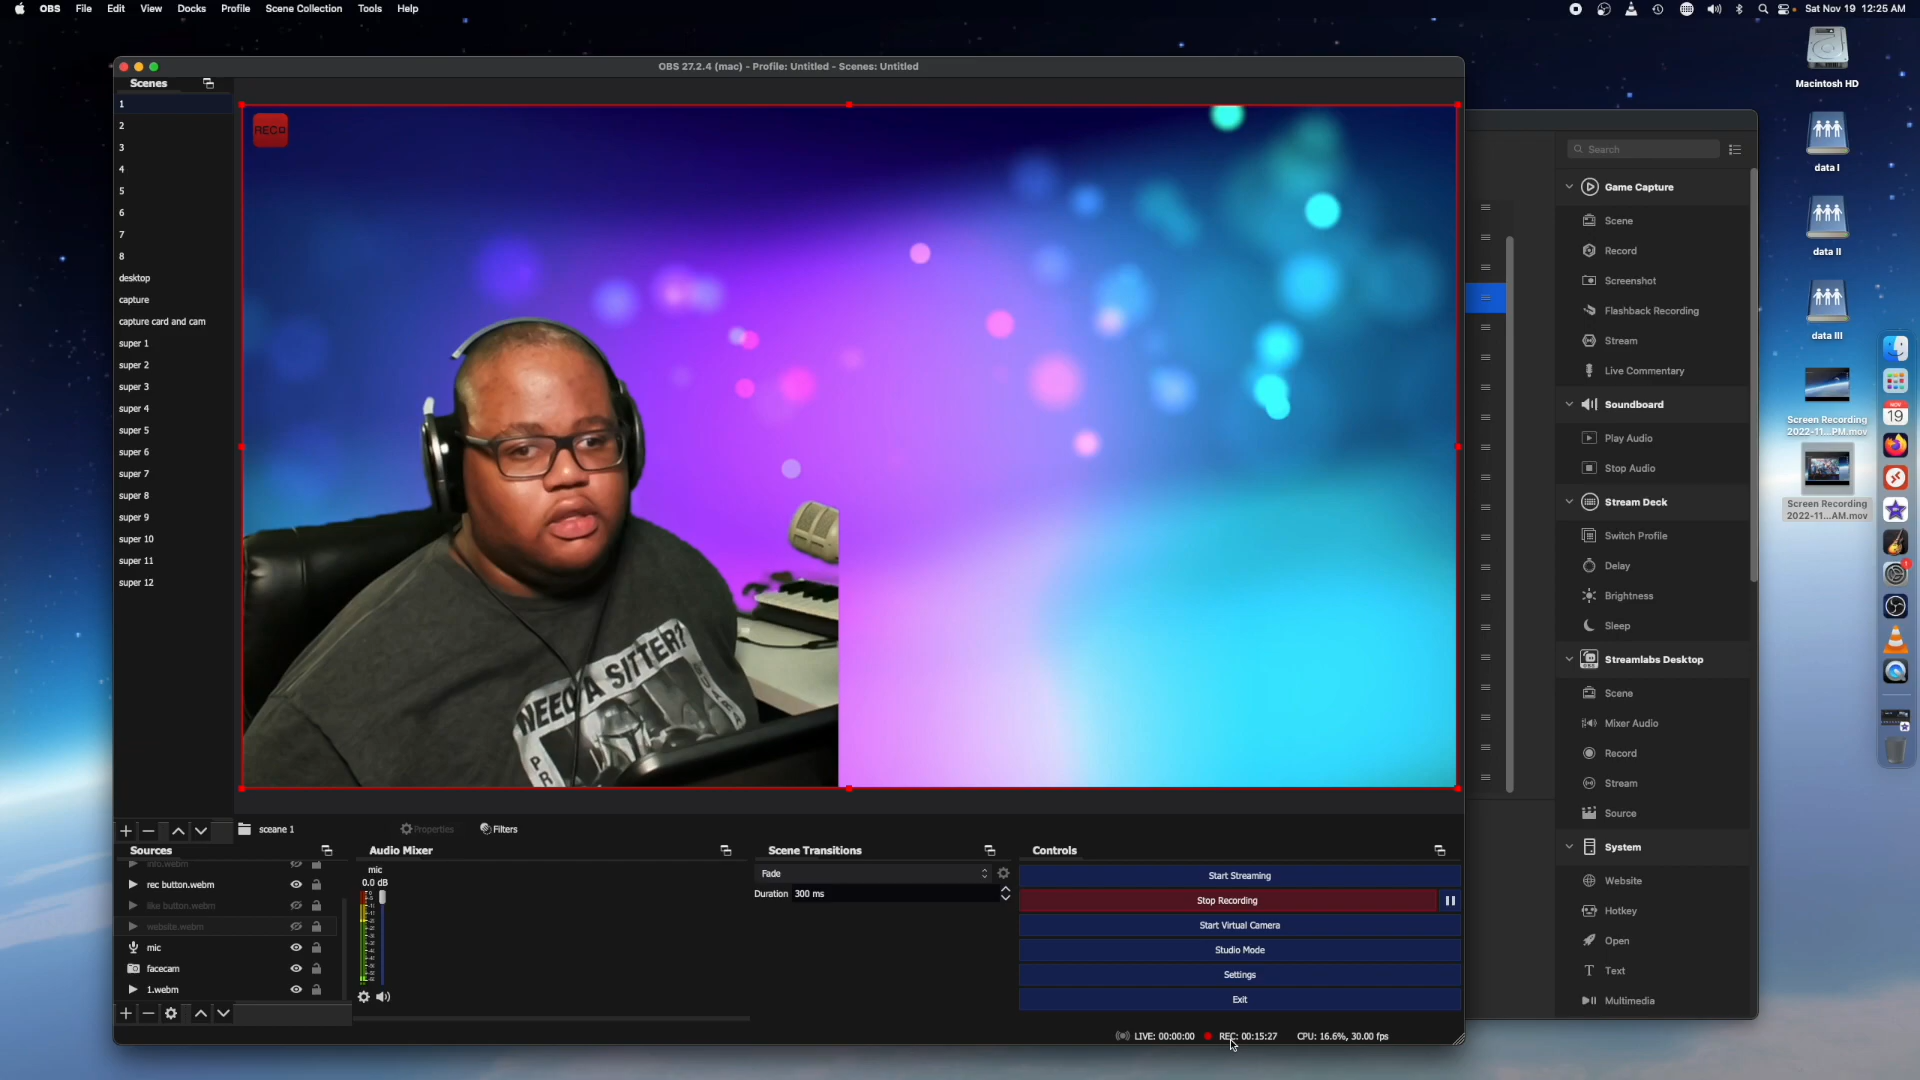 OBS File Edit View Docks Profile Scene Collection Tools Help
Sat Nov 19 12:25 AM
OBS 27.2.4 (mac) - Profile: Untitled - Scenes: Untitled
Scenes
1
2
3
4
5
6
7
8
desktop
capture
capture card and cam
super 1
super 2
super 3
super 4
super 5
super 6
super 7
super 8
super 9
super 10
super 11
super 12
REC
NEED A SITTER?
PR
sceane 1
Properties
Filters
Sources
info.webm
rec button.webm
like button.webm
website.webm
mic
facecam
1.webm
Audio Mixer
mic
0.0 dB
Scene Transitions
Fade
Duration 300 ms
Controls
Start Streaming
Stop Recording
Start Virtual Camera
Studio Mode
Settings
Exit
LIVE: 00:00:00 REC: 00:15:27 CPU: 16.6%, 30.00 fps
Search
Game Capture
Scene
Record
Screenshot
Flashback Recording
Stream
Live Commentary
Soundboard
Play Audio
Stop Audio
Stream Deck
Switch Profile
Delay
Brightness
Sleep
Streamlabs Desktop
Scene
Mixer Audio
Record
Stream
Source
System
Website
Hotkey
Open
Text
Multimedia
Macintosh HD
data I
data II
data III
Screen Recording
2022-11...PM.mov
Screen Recording
2022-11...AM.mov
NOV
19